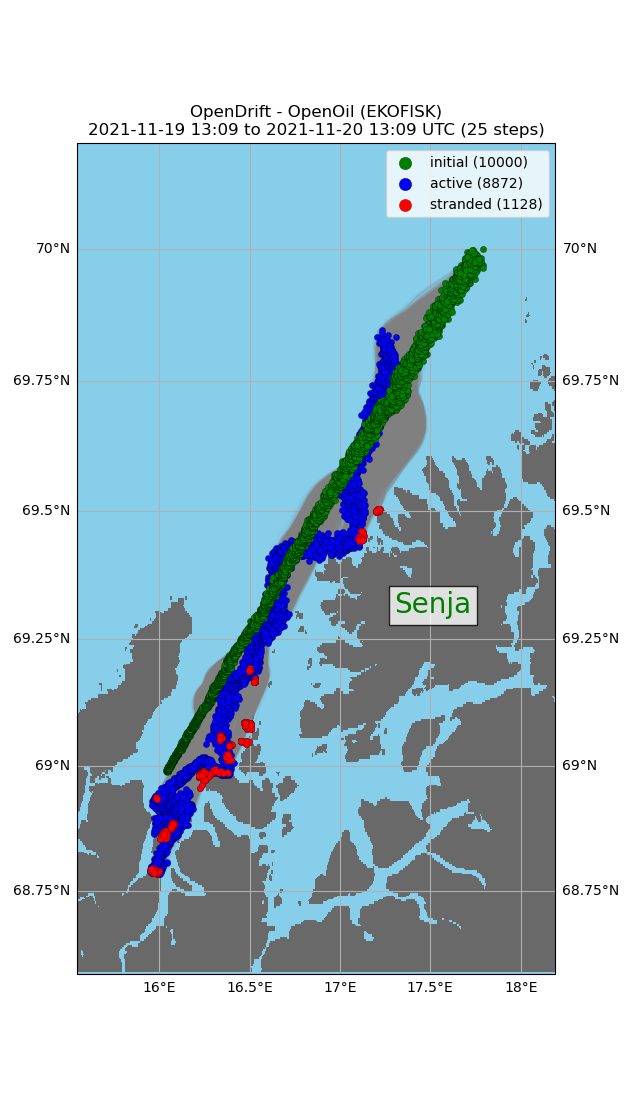 OpenDrift - OpenOil (EKOFISK)
2021-11-19 13:09 to 2021-11-20 13:09 UTC (25 steps)
initial (10000)
active (8872)
stranded (1128)
70°N 70°N
69.75°N 69.75°N
69.5°N 69.5°N
Senja
69.25°N 69.25°N
69°N 69°N
68.75°N 68.75°N
16°E 16.5°E 17°E 17.5°E 18°E